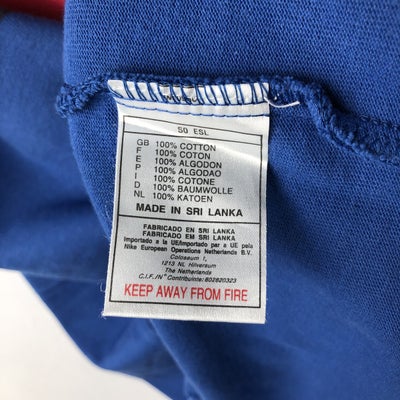 SO ESL
GB 100% COTTON
F 100% COTON
E 100% ALGODON
P 100% ALGODAO
I 100% COTONE
D 100% BAUMWOLLE
NL 100% KATOEN
MADE IN SRI LANKA
FABRICADO EN SRI LANKA
FABRICADO EM SRI LANKA
Importado a la UE/Importado par a UE pela
Nike European Operations Netherlands B.V.
Colosseum 1,
1213 NL Hilversum
The Netherlands
C.I.F./N° Contribuinte: 602820323
KEEP AWAY FROM FIRE